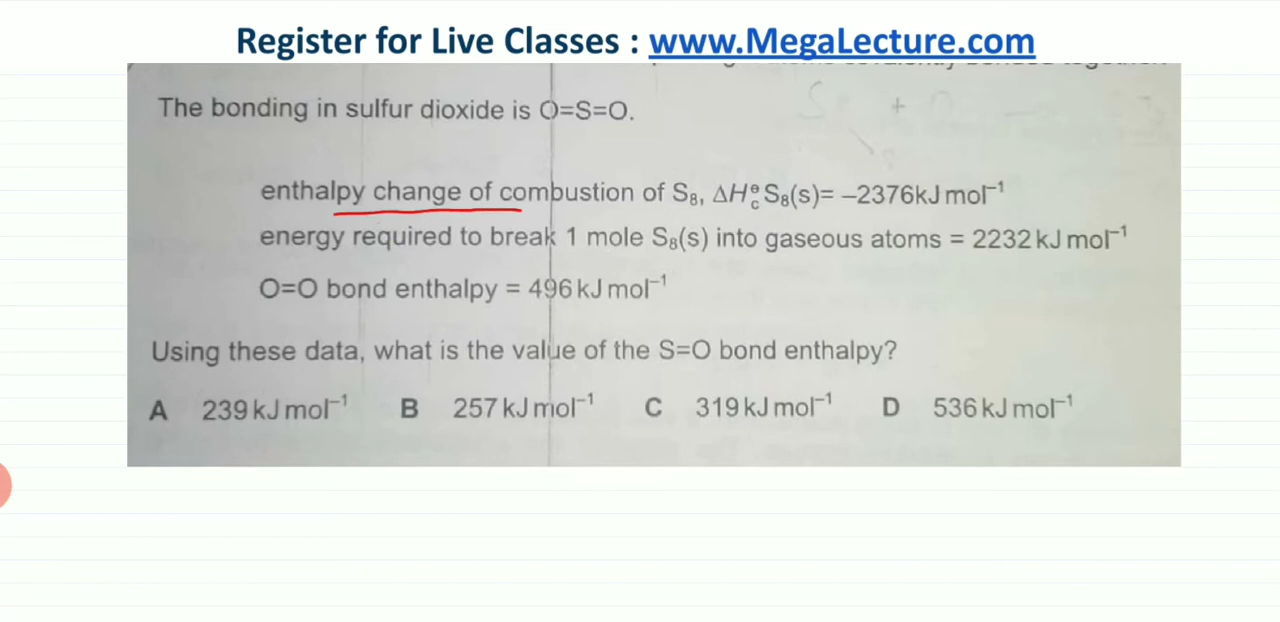 Register for Live Classes : www.MegaLecture.com
The bonding in sulfur dioxide is O=S=O.
enthalpy change of combustion of S₈, ΔH꜀ᶱS₈(s)= –2376kJ mol⁻¹
energy required to break 1 mole S₈(s) into gaseous atoms = 2232 kJ mol⁻¹
O=O bond enthalpy = 496 kJ mol⁻¹
Using these data, what is the value of the S=O bond enthalpy?
A 239 kJ mol⁻¹ B 257 kJ mol⁻¹ C 319 kJ mol⁻¹ D 536 kJ mol⁻¹